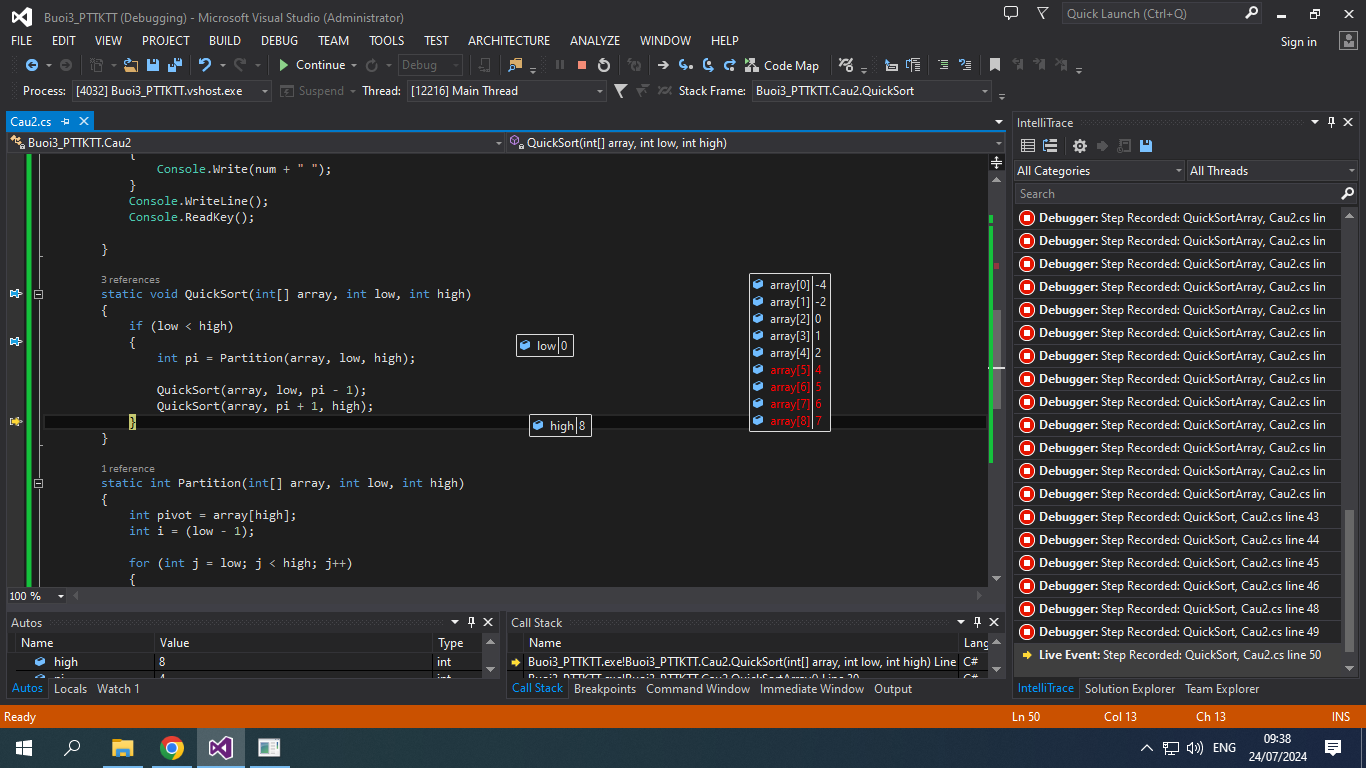 Buoi3_PTTKTT (Debugging) - Microsoft Visual Studio (Administrator)
Quick Launch (Ctrl+Q)
FILE EDIT VIEW PROJECT BUILD DEBUG TEAM TOOLS TEST ARCHITECTURE ANALYZE WINDOW HELP
Sign in
Continue Debug Code Map
Process: [4032] Buoi3_PTTKTT.vshost.exe Suspend Thread: [12216] Main Thread Stack Frame: Buoi3_PTTKTT.Cau2.QuickSort
Cau2.cs
Buoi3_PTTKTT.Cau2 QuickSort(int[] array, int low, int high)
{
Console.Write(num + " ");
}
Console.WriteLine();
Console.ReadKey();
}
3 references
static void QuickSort(int[] array, int low, int high)
{
if (low < high)
{
int pi = Partition(array, low, high);
QuickSort(array, low, pi - 1);
QuickSort(array, pi + 1, high);
}
}
1 reference
static int Partition(int[] array, int low, int high)
{
int pivot = array[high];
int i = (low - 1);
for (int j = low; j < high; j++)
{
low 0
high 8
array[0] -4
array[1] -2
array[2] 0
array[3] 1
array[4] 2
array[5] 4
array[6] 5
array[7] 6
array[8] 7
100 %
IntelliTrace
All Categories All Threads
Search
Debugger: Step Recorded: QuickSortArray, Cau2.cs lin
Debugger: Step Recorded: QuickSortArray, Cau2.cs lin
Debugger: Step Recorded: QuickSortArray, Cau2.cs lin
Debugger: Step Recorded: QuickSortArray, Cau2.cs lin
Debugger: Step Recorded: QuickSortArray, Cau2.cs lin
Debugger: Step Recorded: QuickSortArray, Cau2.cs lin
Debugger: Step Recorded: QuickSortArray, Cau2.cs lin
Debugger: Step Recorded: QuickSortArray, Cau2.cs lin
Debugger: Step Recorded: QuickSortArray, Cau2.cs lin
Debugger: Step Recorded: QuickSortArray, Cau2.cs lin
Debugger: Step Recorded: QuickSortArray, Cau2.cs lin
Debugger: Step Recorded: QuickSortArray, Cau2.cs lin
Debugger: Step Recorded: QuickSortArray, Cau2.cs lin
Debugger: Step Recorded: QuickSort, Cau2.cs line 43
Debugger: Step Recorded: QuickSort, Cau2.cs line 44
Debugger: Step Recorded: QuickSort, Cau2.cs line 45
Debugger: Step Recorded: QuickSort, Cau2.cs line 46
Debugger: Step Recorded: QuickSort, Cau2.cs line 48
Debugger: Step Recorded: QuickSort, Cau2.cs line 49
Live Event: Step Recorded: QuickSort, Cau2.cs line 50
IntelliTrace Solution Explorer Team Explorer
Autos
Name Value Type
high 8 int
Autos Locals Watch 1
Call Stack
Name Lang
Buoi3_PTTKTT.exe!Buoi3_PTTKTT.Cau2.QuickSort(int[] array, int low, int high) Line C#
Call Stack Breakpoints Command Window Immediate Window Output
Ready Ln 50 Col 13 Ch 13 INS
ENG
09:38
24/07/2024